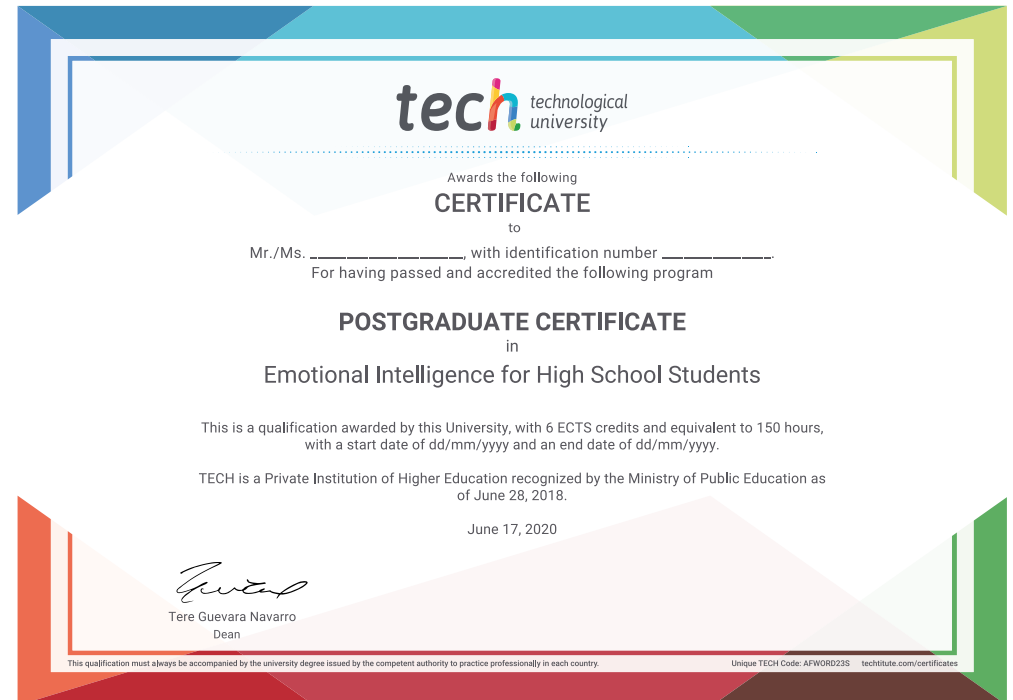 tech technological
university
Awards the following
CERTIFICATE
to
Mr./Ms. __________________, with identification number _____________.
For having passed and accredited the following program
POSTGRADUATE CERTIFICATE
in
Emotional Intelligence for High School Students
This is a qualification awarded by this University, with 6 ECTS credits and equivalent to 150 hours,
with a start date of dd/mm/yyyy and an end date of dd/mm/yyyy.
TECH is a Private Institution of Higher Education recognized by the Ministry of Public Education as
of June 28, 2018.
June 17, 2020
Tere Guevara Navarro
Dean
This qualification must always be accompanied by the university degree issued by the competent authority to practice professionally in each country. Unique TECH Code: AFWORD23S techtitute.com/certificates